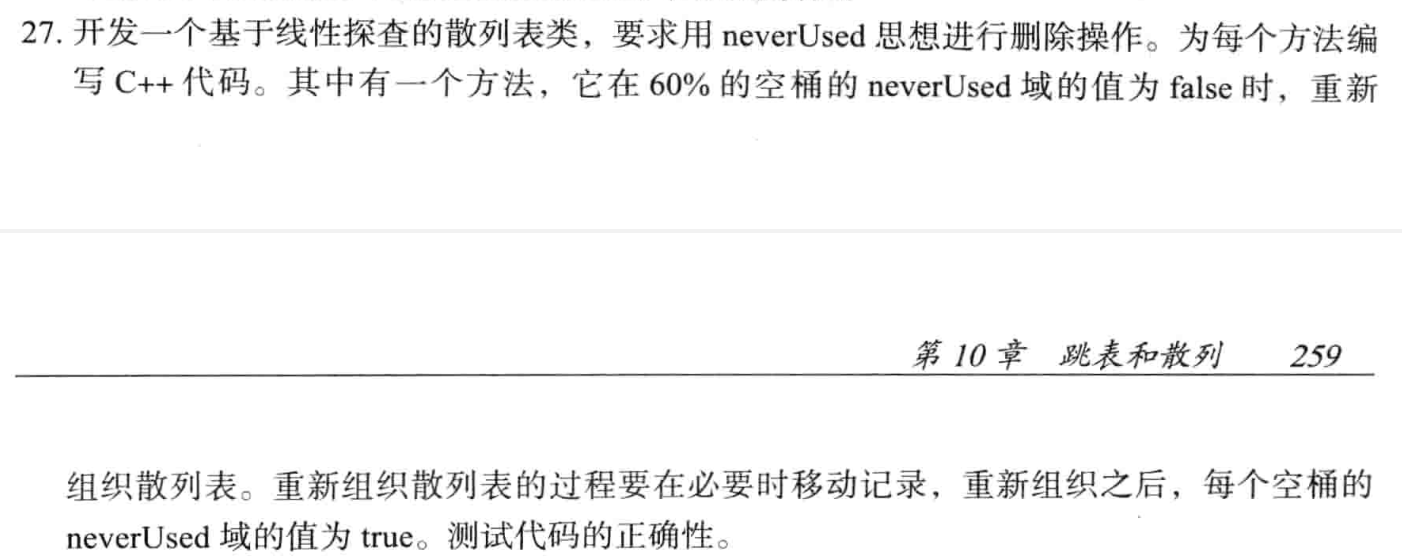 27. 开发一个基于线性探查的散列表类，要求用 neverUsed 思想进行删除操作。为每个方法编
写 C++ 代码。其中有一个方法，它在 60% 的空桶的 neverUsed 域的值为 false 时，重新
第 10 章 跳表和散列 259
组织散列表。重新组织散列表的过程要在必要时移动记录，重新组织之后，每个空桶的
neverUsed 域的值为 true。测试代码的正确性。